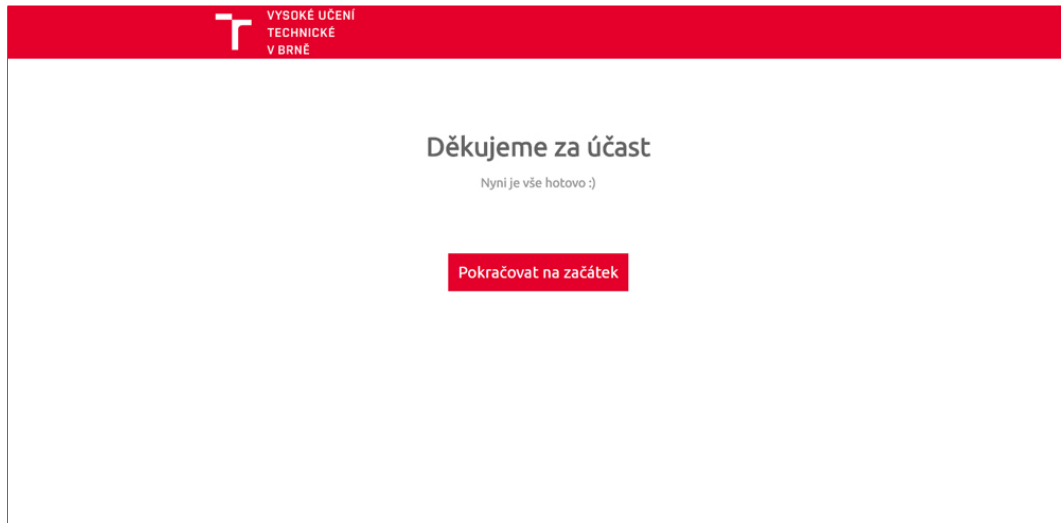 VYSOKÉ UČENÍ
TECHNICKÉ
V BRNĚ
Děkujeme za účast
Nyni je vše hotovo :)
Pokračovat na začátek